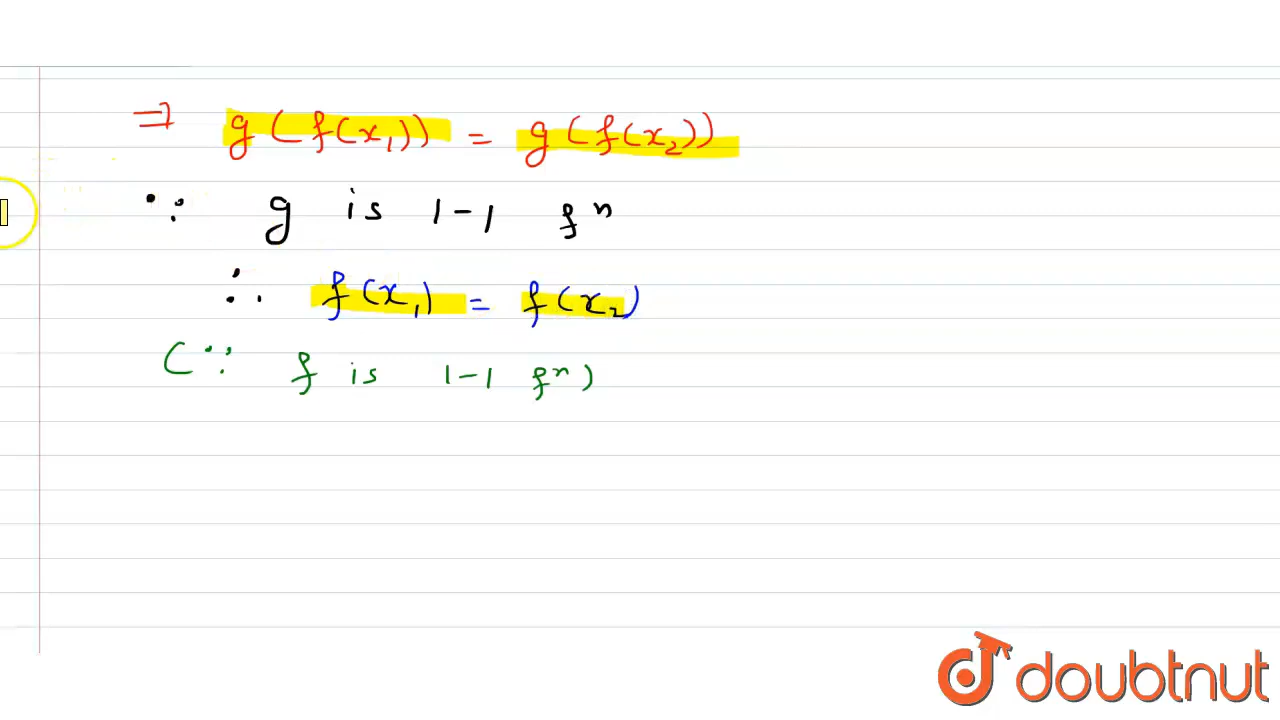 ⇒ g(f(x₁)) = g(f(x₂))
∵ g is 1-1 fⁿ
∴ f(x₁) = f(x₂)
(∵ f is 1-1 fⁿ)
doubtnut